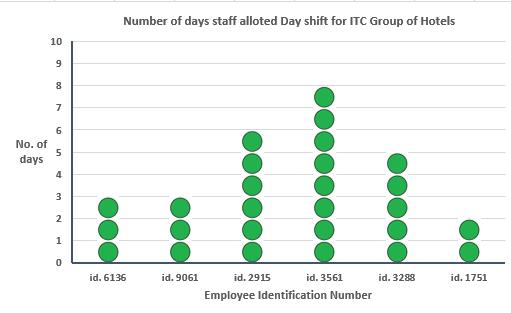 Number of days staff alloted Day shift for ITC Group of Hotels
10
9
8
7
6
5
4
3
2
1
0
No. of
days
id. 6136
id. 9061
id. 2915
id. 3561
id. 3288
id. 1751
Employee Identification Number